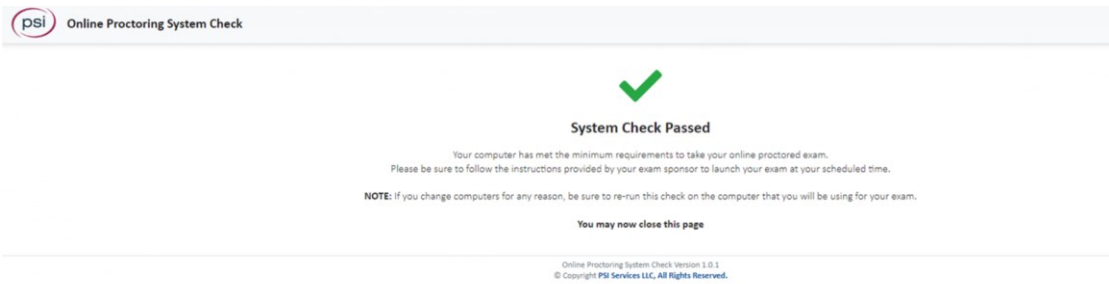 psi Online Proctoring System Check
System Check Passed
Your computer has met the minimum requirements to take your online proctored exam.
Please be sure to follow the instructions provided by your exam sponsor to launch your exam at your scheduled time.
NOTE: If you change computers for any reason, be sure to re-run this check on the computer that you will be using for your exam.
You may now close this page
Online Proctoring System Check Version 1.0.1
© Copyright PSI Services LLC, All Rights Reserved.